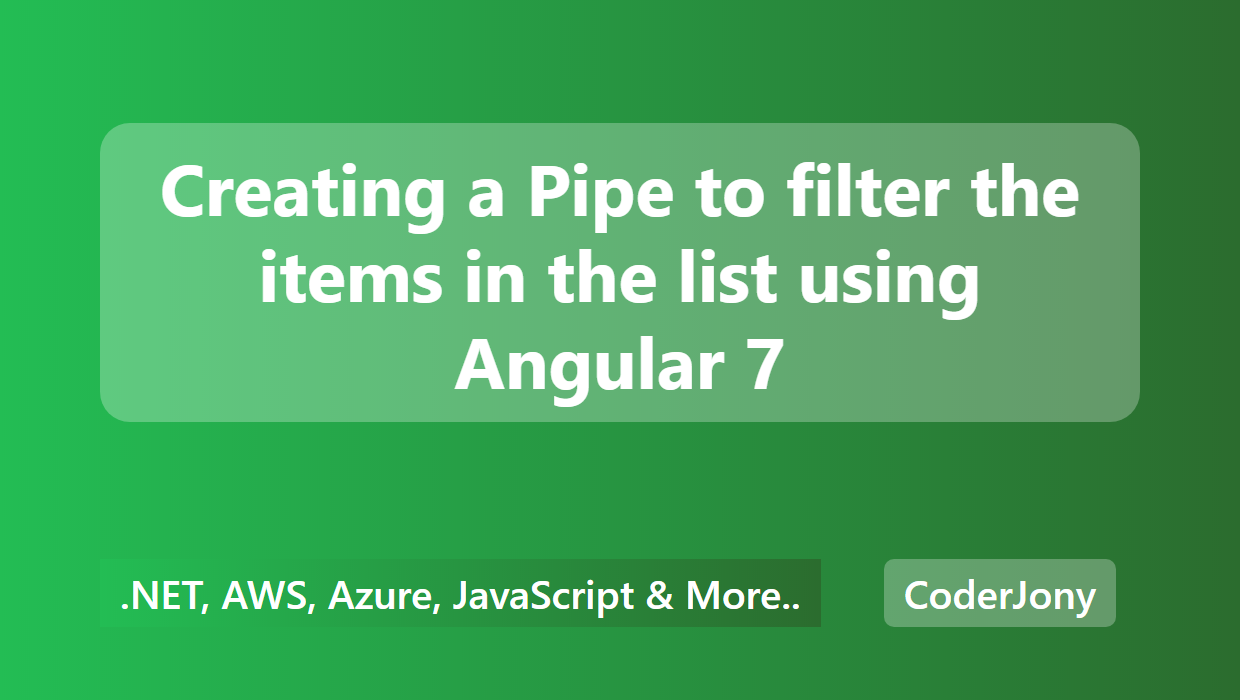 Creating a Pipe to filter the
items in the list using
Angular 7
.NET, AWS, Azure, JavaScript & More..
CoderJony